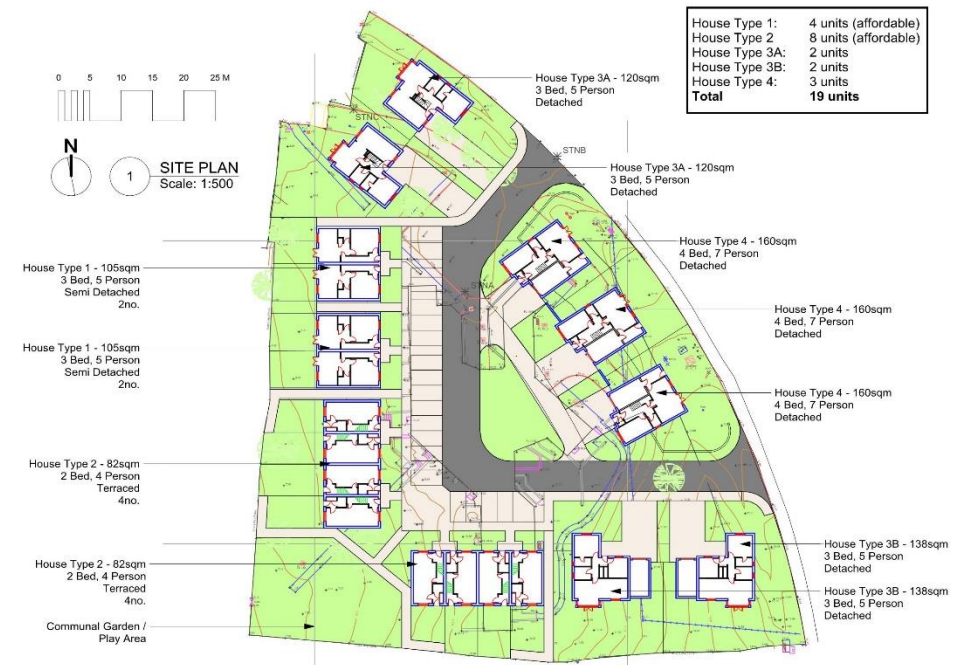 House Type 1: 4 units (affordable)
House Type 2 8 units (affordable)
House Type 3A: 2 units
House Type 3B: 2 units
House Type 4: 3 units
Total 19 units
0 5 10 15 20 25 M
N
1
SITE PLAN
Scale: 1:500
House Type 3A - 120sqm
3 Bed, 5 Person
Detached
STNC
STNB
House Type 3A - 120sqm
3 Bed, 5 Person
Detached
House Type 4 - 160sqm
4 Bed, 7 Person
Detached
House Type 1 - 105sqm
3 Bed, 5 Person
Semi Detached
2no.
STNA
House Type 4 - 160sqm
4 Bed, 7 Person
Detached
House Type 1 - 105sqm
3 Bed, 5 Person
Semi Detached
2no.
House Type 4 - 160sqm
4 Bed, 7 Person
Detached
House Type 2 - 82sqm
2 Bed, 4 Person
Terraced
4no.
House Type 3B - 138sqm
3 Bed, 5 Person
Detached
House Type 2 - 82sqm
2 Bed, 4 Person
Terraced
4no.
House Type 3B - 138sqm
3 Bed, 5 Person
Detached
Communal Garden /
Play Area